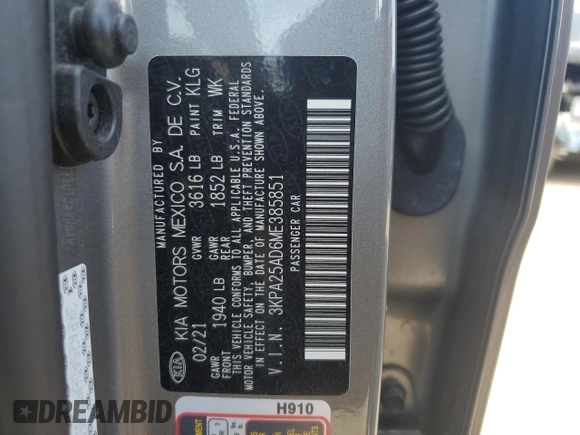 MANUFACTURED BY
KIA MOTORS MEXICO S.A. DE C.V.
02/21 GVWR 3616 LB PAINT KLG
GAWR FRONT 1940 LB GAWR REAR 1852 LB TRIM WK
THIS VEHICLE CONFORMS TO ALL APPLICABLE U.S.A. FEDERAL
MOTOR VEHICLE SAFETY, BUMPER, AND THEFT PREVENTION STANDARDS
IN EFFECT ON THE DATE OF MANUFACTURE SHOWN ABOVE.
V.I.N. 3KPA25AD6ME385851
PASSENGER CAR
KIA
H910
DREAMBID